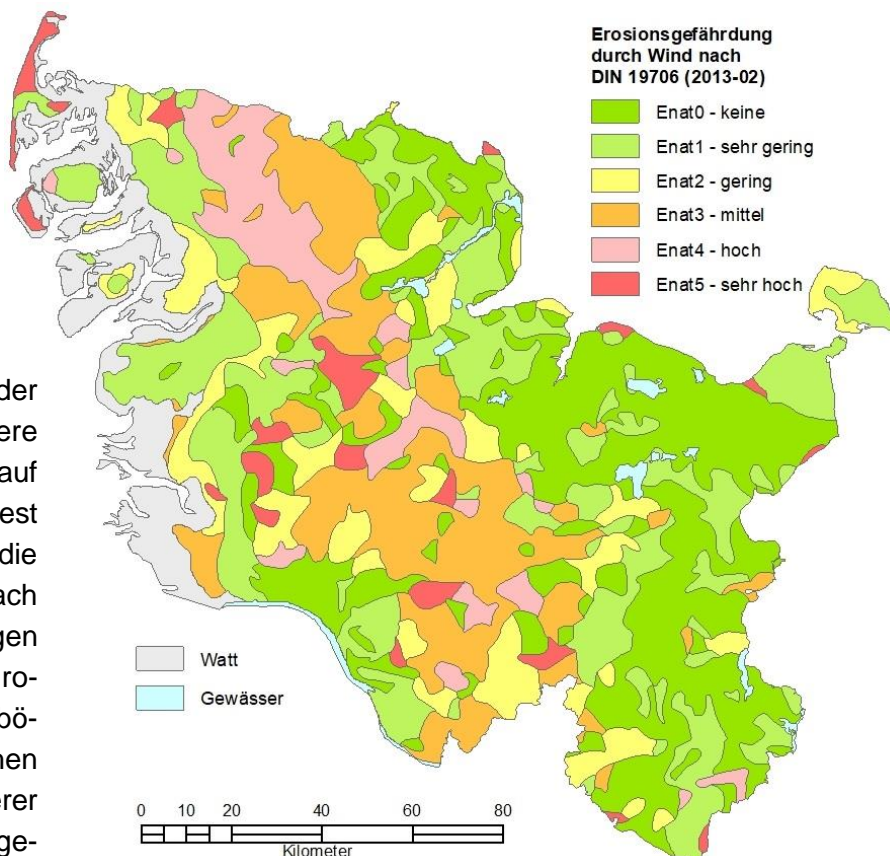 Erosionsgefährdung
durch Wind nach
DIN 19706 (2013-02)
Enat0 - keine
Enat1 - sehr gering
Enat2 - gering
Enat3 - mittel
Enat4 - hoch
Enat5 - sehr hoch
der
ere
auf
est
die
ach
gen
ro-
pö-
nen
erer
ge-
Watt
Gewässer
0 10 20 40 60 80
Kilometer